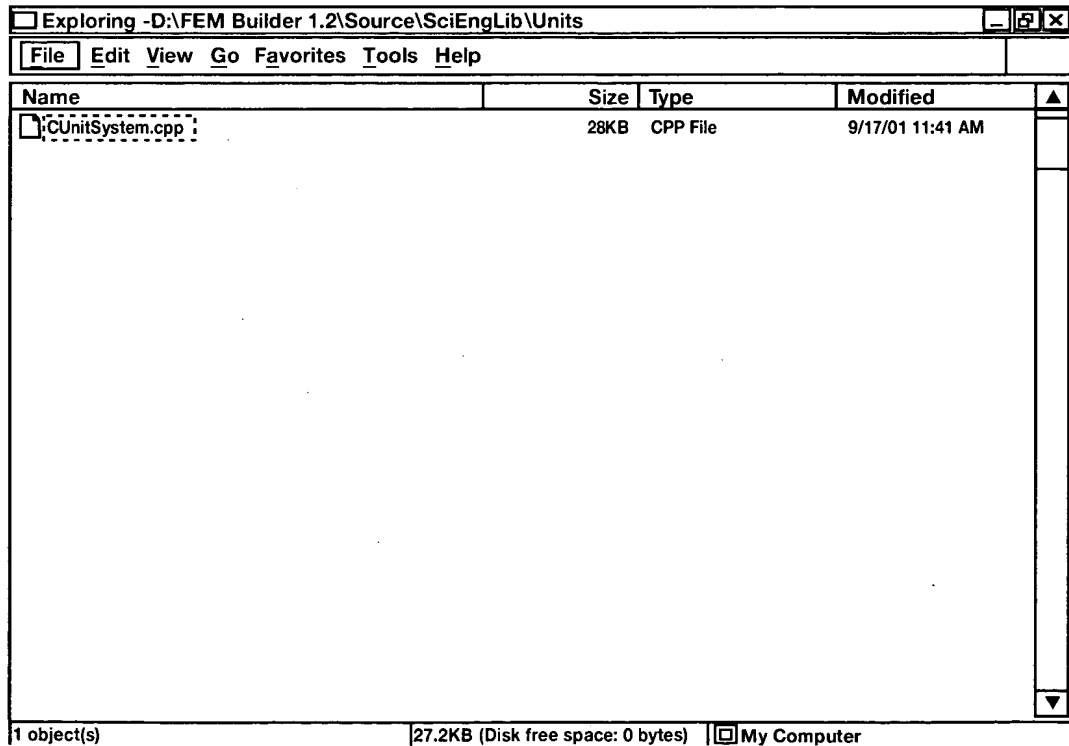 Exploring -D:\FEM Builder 1.2\Source\SciEngLib\Units
File Edit View Go Favorites Tools Help
Name Size Type Modified
CUnitSystem.cpp 28KB CPP File 9/17/01 11:41 AM
1 object(s) 27.2KB (Disk free space: 0 bytes) My Computer